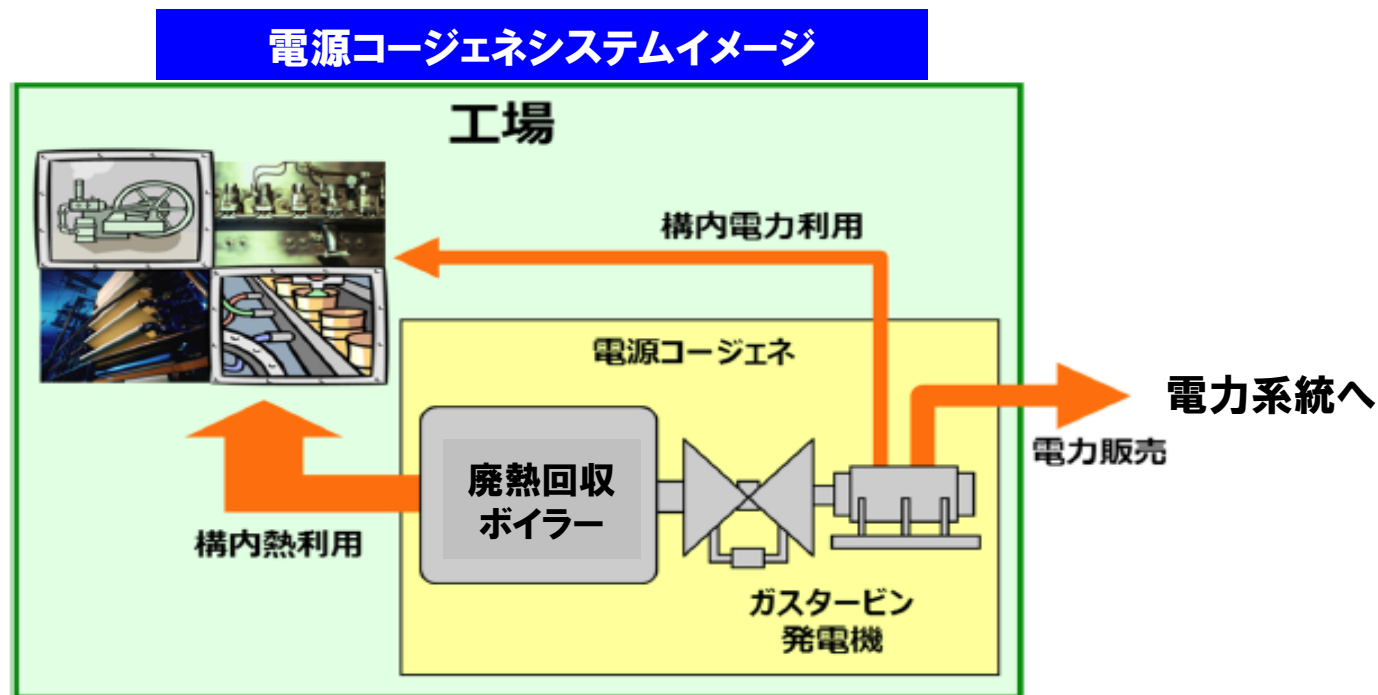 電源コージェネシステムイメージ
工場
構内電力利用
電源コージェネ
電力系統へ
電力販売
廃熱回収
ボイラー
構内熱利用
ガスタービン
発電機